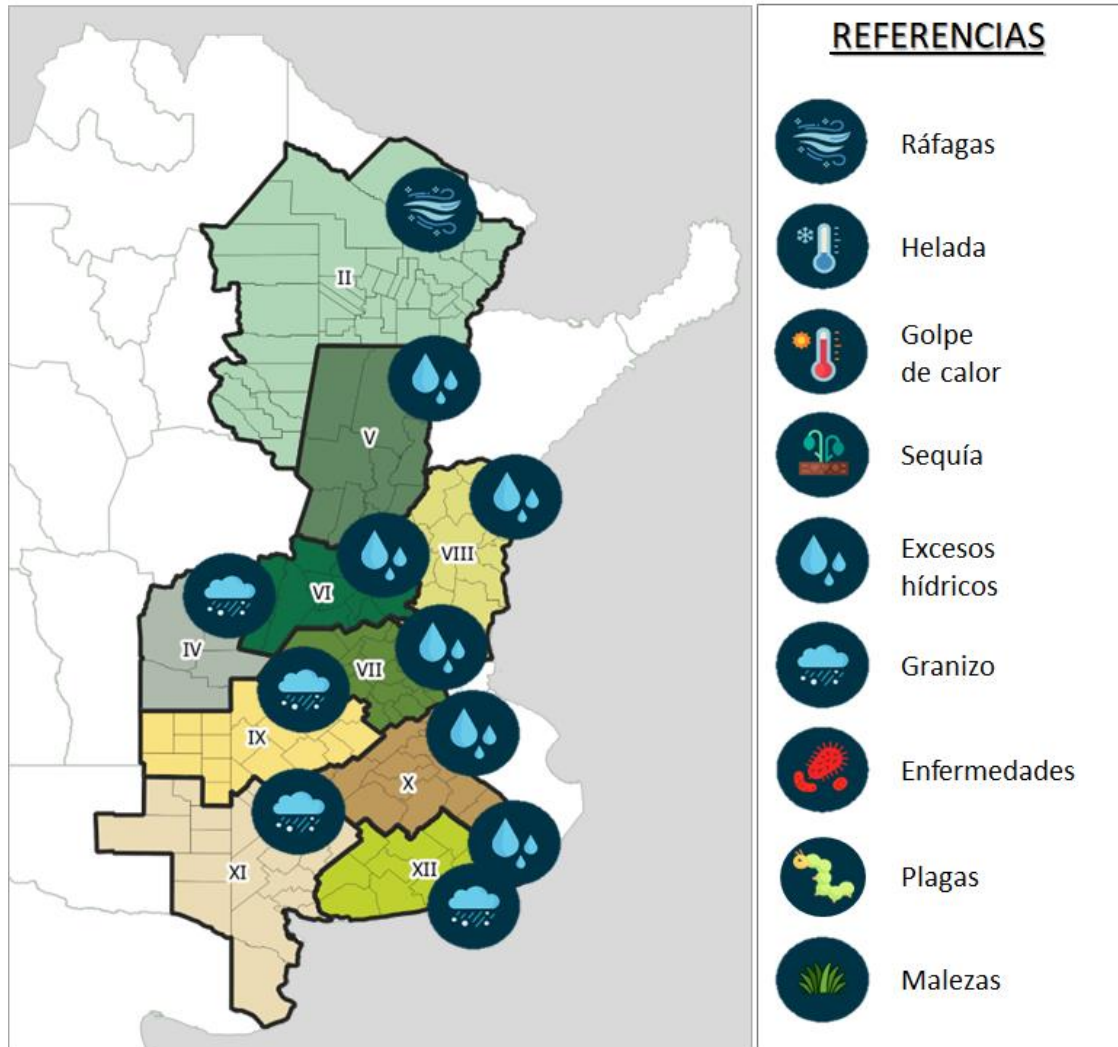 REFERENCIAS
Ráfagas
Helada
Golpe
de calor
Sequía
Excesos
hídricos
Granizo
Enfermedades
Plagas
Malezas
II
V
VIII
VI
IV
VII
IX
X
XI
XII